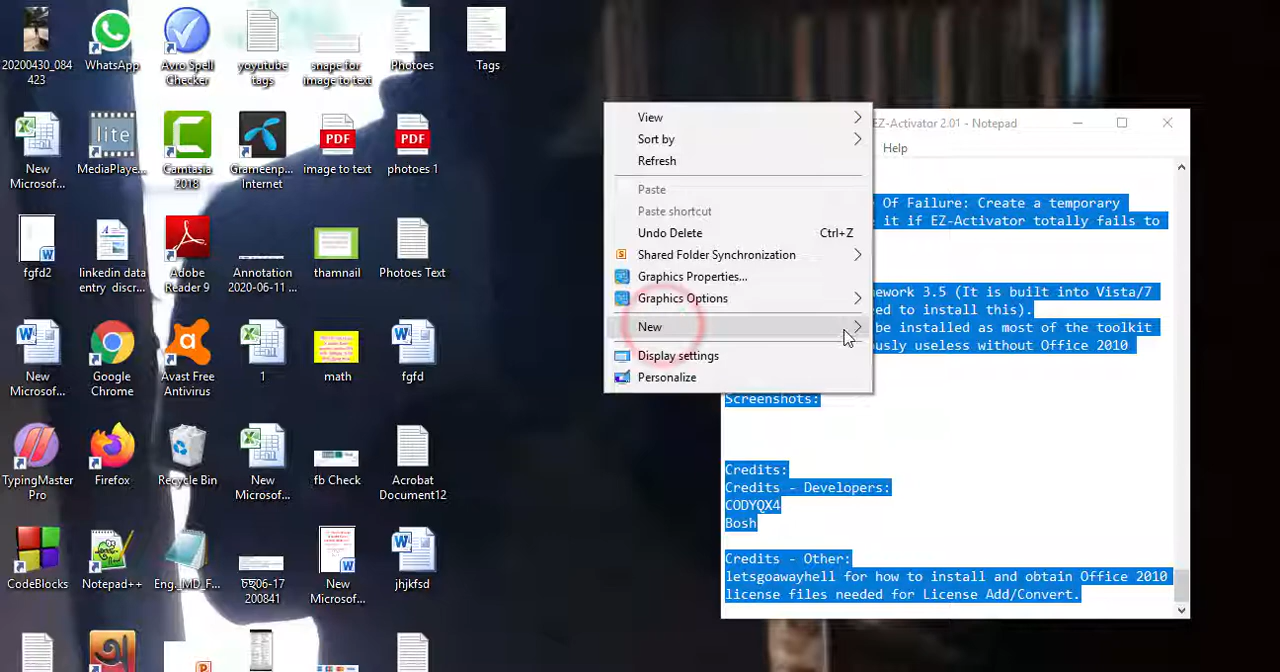 20200430_084
423
WhatsApp
Avro Spell
Checker
yoyutube
tags
snape for
image to text
Photoes
Tags
New
Microsof...
lite
MediaPlaye...
Camtasia
2018
Grameenp...
Internet
PDF
image to text
PDF
photoes 1
fgfd2
linkedin data
entry discr...
Adobe
Reader 9
Annotation
2020-06-11 ...
thamnail
Photoes Text
New
Microsof...
Google
Chrome
Avast Free
Antivirus
1
math
fgfd
TypingMaster
Pro
Firefox
Recycle Bin
New
Microsof...
fb Check
Acrobat
Document12
CodeBlocks
Notepad++
Eng._MD_F...
200841
New
Microsof...
jhjkfsd
View
Sort by
Refresh
Paste
Paste shortcut
Undo Delete Ctrl+Z
Shared Folder Synchronization
Graphics Properties...
Graphics Options
New
Display settings
Personalize
EZ-Activator 2.01 - Notepad
Help
Of Failure: Create a temporary
it if EZ-Activator totally fails to
ework 3.5 (It is built into Vista/7
ed to install this).
be installed as most of the toolkit
ously useless without Office 2010
Screenshots:
Credits:
Credits - Developers:
CODYQX4
Bosh
Credits - Other:
letsgoawayhell for how to install and obtain Office 2010
license files needed for License Add/Convert.